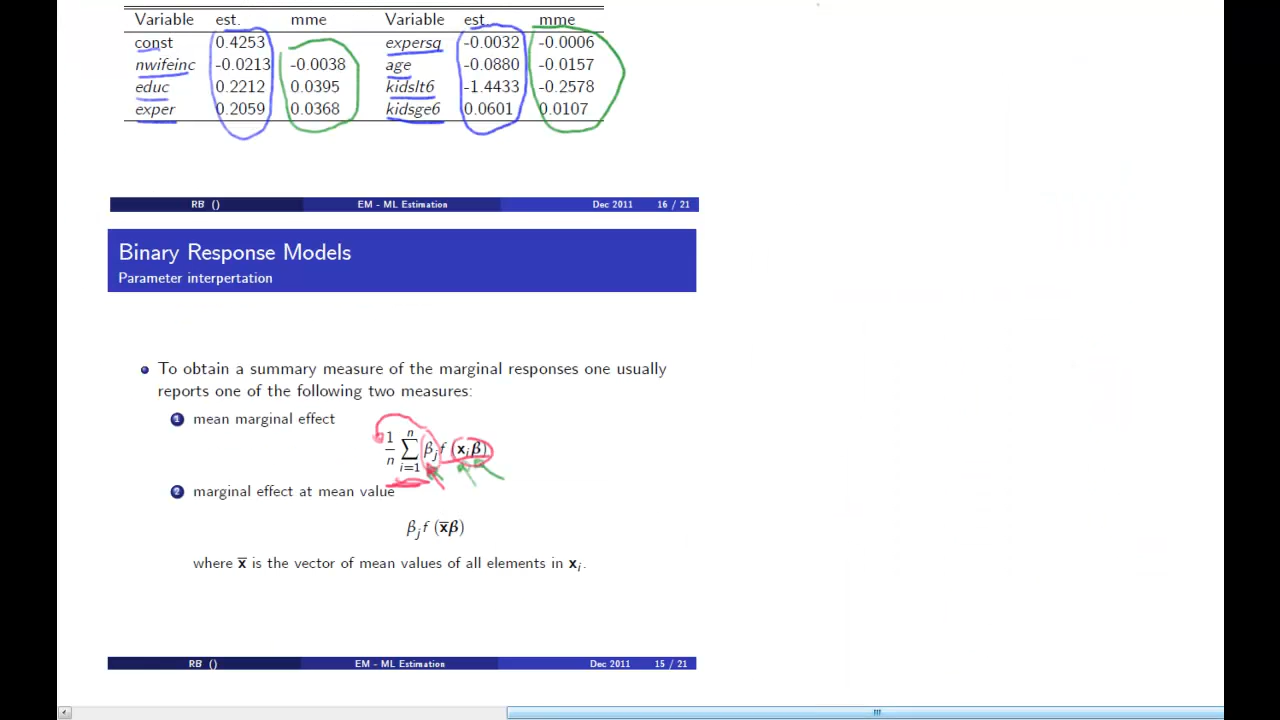 Variable est. mme Variable est. mme
const 0.4253 expersq -0.0032 -0.0006
nwifeinc -0.0213 -0.0038 age -0.0880 -0.0157
educ 0.2212 0.0395 kidslt6 -1.4433 -0.2578
exper 0.2059 0.0368 kidsge6 0.0601 0.0107
RB () EM - ML Estimation Dec 2011 16 / 21
Binary Response Models
Parameter interpertation
To obtain a summary measure of the marginal responses one usually
reports one of the following two measures:
1 mean marginal effect
1/n ∑_{i=1}^{n} β_j f (x_i β)
2 marginal effect at mean value
β_j f (x̄β)
where x̄ is the vector of mean values of all elements in x_i.
RB () EM - ML Estimation Dec 2011 15 / 21